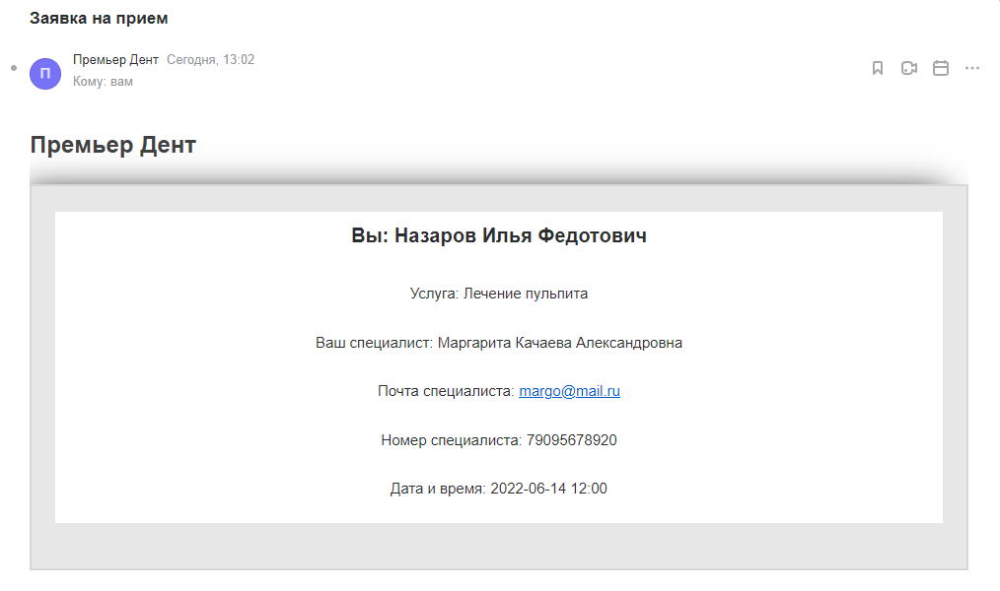 Заявка на прием
П
Премьер Дент Сегодня, 13:02
Кому: вам
Премьер Дент
Вы: Назаров Илья Федотович
Услуга: Лечение пульпита
Ваш специалист: Маргарита Качаева Александровна
Почта специалиста: margo@mail.ru
Номер специалиста: 79095678920
Дата и время: 2022-06-14 12:00